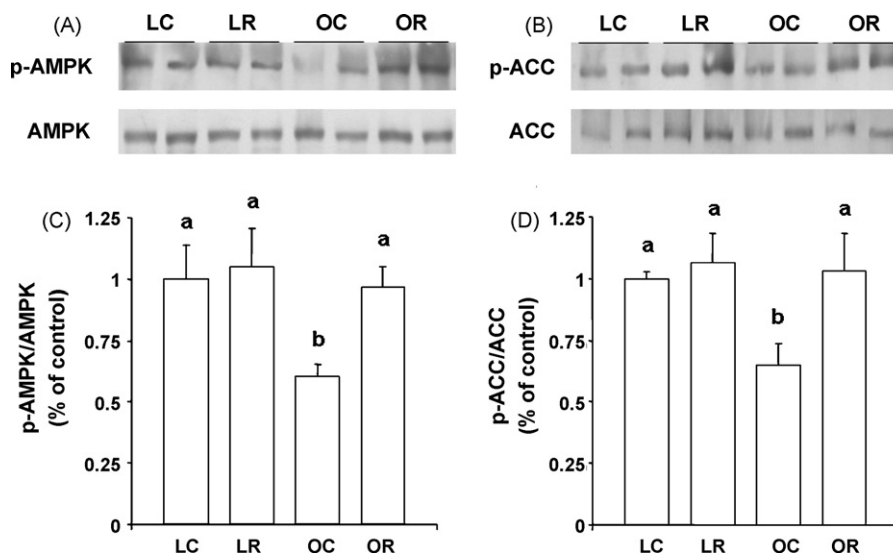 (A) LC LR OC OR
p-AMPK
AMPK
(B) LC LR OC OR
p-ACC
ACC
(C)
p-AMPK/AMPK
(% of control)
1.25
1
0.75
0.5
0.25
0
a
a
b
a
LC LR OC OR
(D)
p-ACC/ACC
(% of control)
1.25
1
0.75
0.5
0.25
0
a
a
b
a
LC LR OC OR